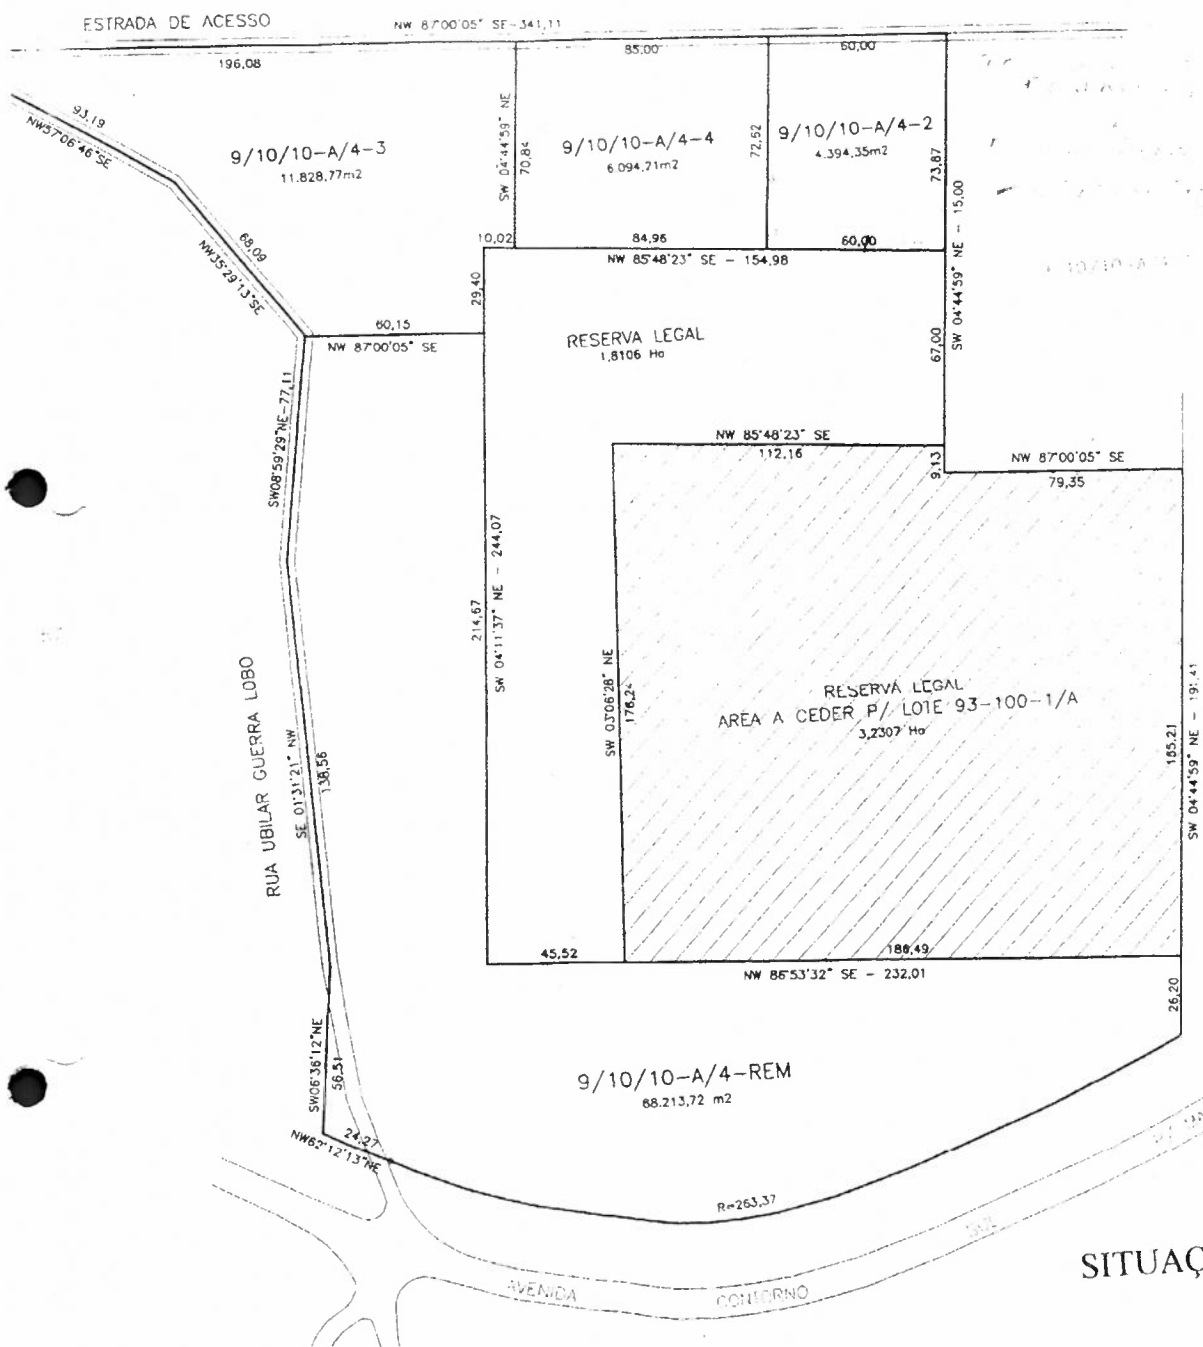 ESTRADA DE ACESSO
NW 87°00'05" SE-341,11
196,08
85,00
60,00
93,19
NW57°06'46"SE
9/10/10-A/4-3
11.828,77m2
SW 04°44'59" NE
70,84
9/10/10-A/4-4
6.094,71m2
72,62
9/10/10-A/4-2
4.394,35m2
73,87
SW 04°44'59" NE - 15,00
68,09
NW35°29'13"SE
10,02
84,96
60,00
NW 85°48'23" SE - 154,98
29,40
60,15
NW 87°00'05" SE
RESERVA LEGAL
1,8106 Ha
67,00
SW08°59'29"NE-77,11
NW 85°48'23" SE
112,16
9,13
NW 87°00'05" SE
79,35
214,67
SW 04°11'37" NE - 244,07
SW 03°06'28" NE
176,24
RESERVA LEGAL
AREA A CEDER P/ LOTE 93-100-1/A
3,2307 Ha
165,21
SW 04°44'59" NE - 191,41
RUA UBILAR GUERRA LOBO
SE 01°31'21" NW
138,56
45,52
186,49
NW 86°53'32" SE - 232,01
26,20
SW06°36'12"NE
56,51
9/10/10-A/4-REM
68.213,72 m2
24,27
NW62°12'13"NE
R=263,37
AVENIDA
CONTORNO
SUL
SITUAÇ